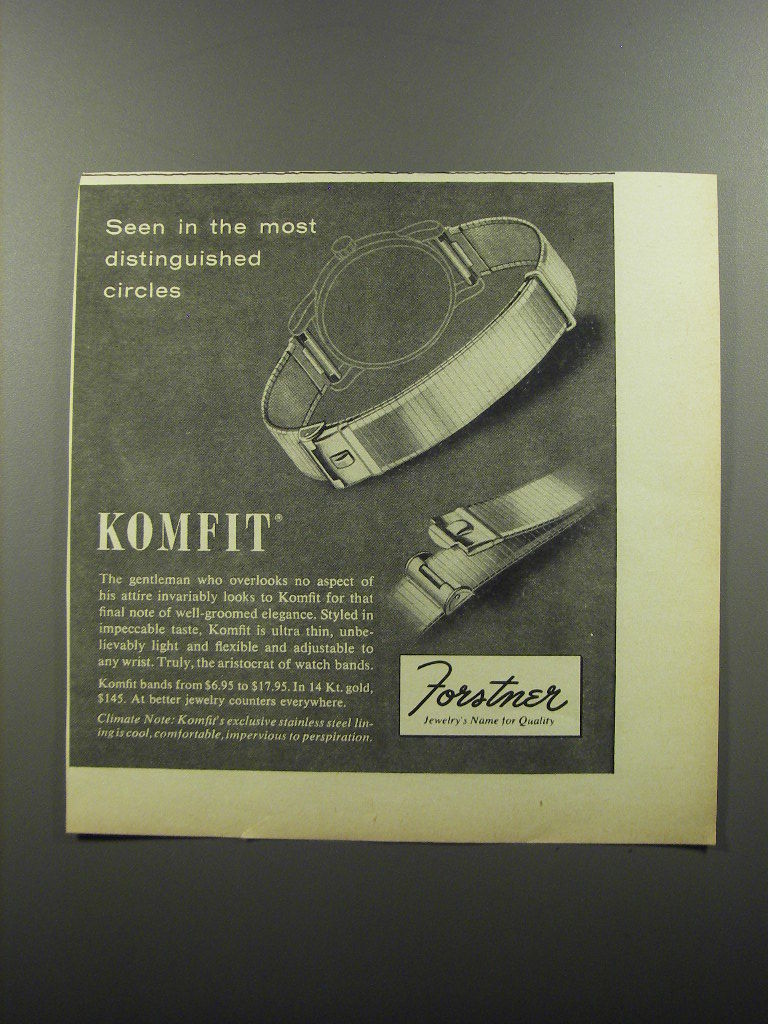 Seen in the most
distinguished
circles
KOMFIT®
The gentleman who overlooks no aspect of
his attire invariably looks to Komfit for that
final note of well-groomed elegance. Styled in
impeccable taste, Komfit is ultra thin, unbe-
lievably light and flexible and adjustable to
any wrist. Truly, the aristocrat of watch bands.
Komfit bands from $6.95 to $17.95. In 14 Kt. gold,
$145. At better jewelry counters everywhere.
Climate Note: Komfit's exclusive stainless steel lin-
ing is cool, comfortable, impervious to perspiration.
Forstner
Jewelry's Name for Quality